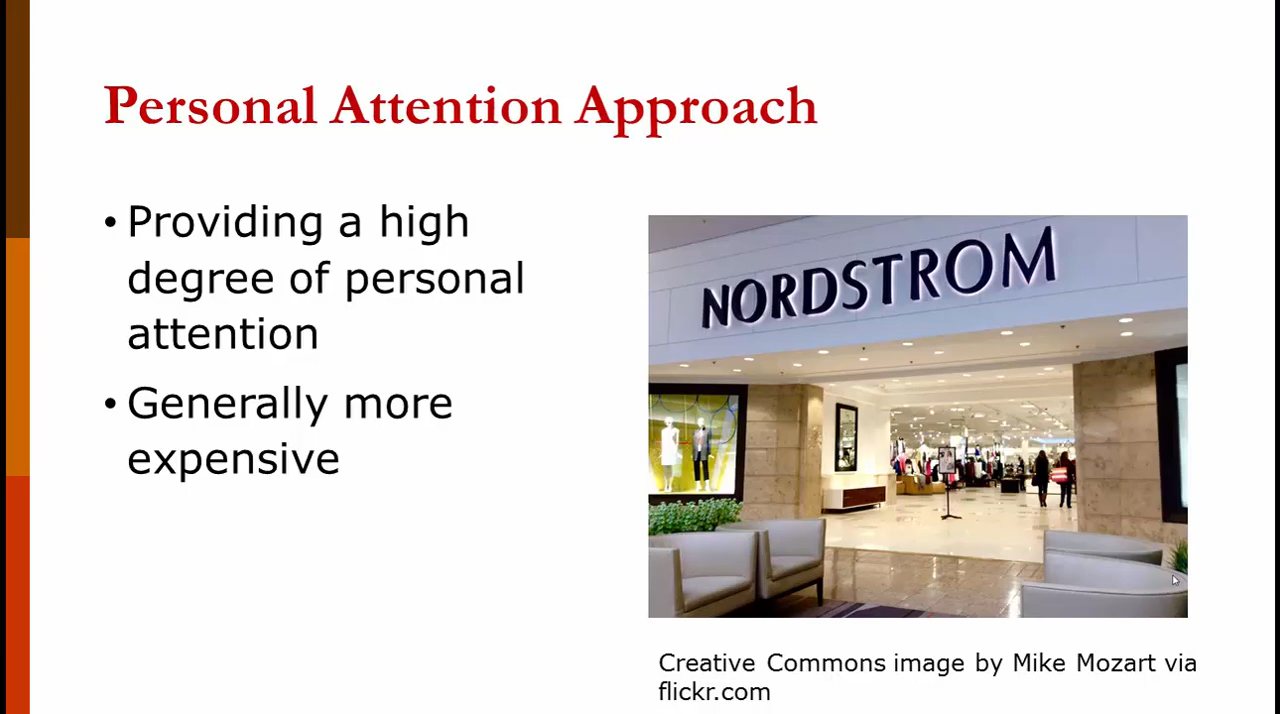 Personal Attention Approach
• Providing a high
degree of personal
attention
• Generally more
expensive
NORDSTROM
Creative Commons image by Mike Mozart via
flickr.com